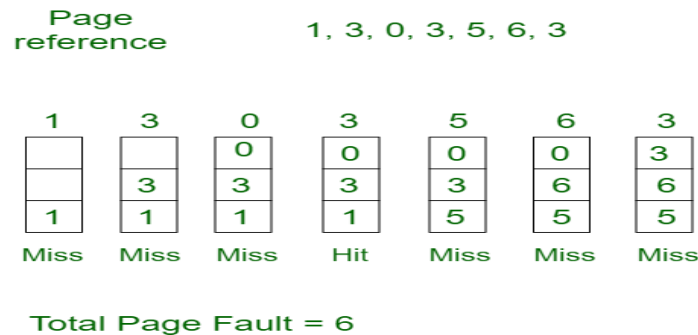 Page
reference
1, 3, 0, 3, 5, 6, 3
1 3 0 3 5 6 3
0 0 0 0 3
3 3 3 3 6 6
1 1 1 1 5 5 5
Miss Miss Miss Hit Miss Miss Miss
Total Page Fault = 6